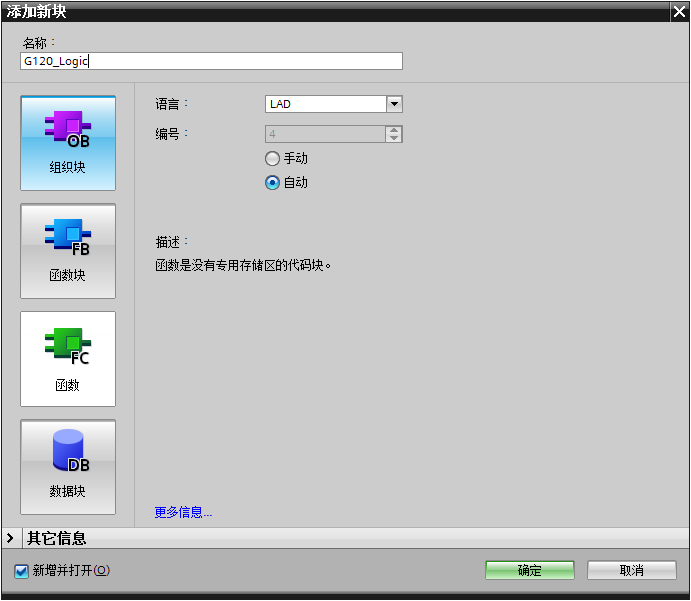 添加新块
名称：
G120_Logic
OB
组织块
FB
函数块
FC
函数
DB
数据块
语言：
LAD
编号：
4
手动
自动
描述：
函数是没有专用存储区的代码块。
更多信息...
其它信息
新增并打开(O)
确定
取消